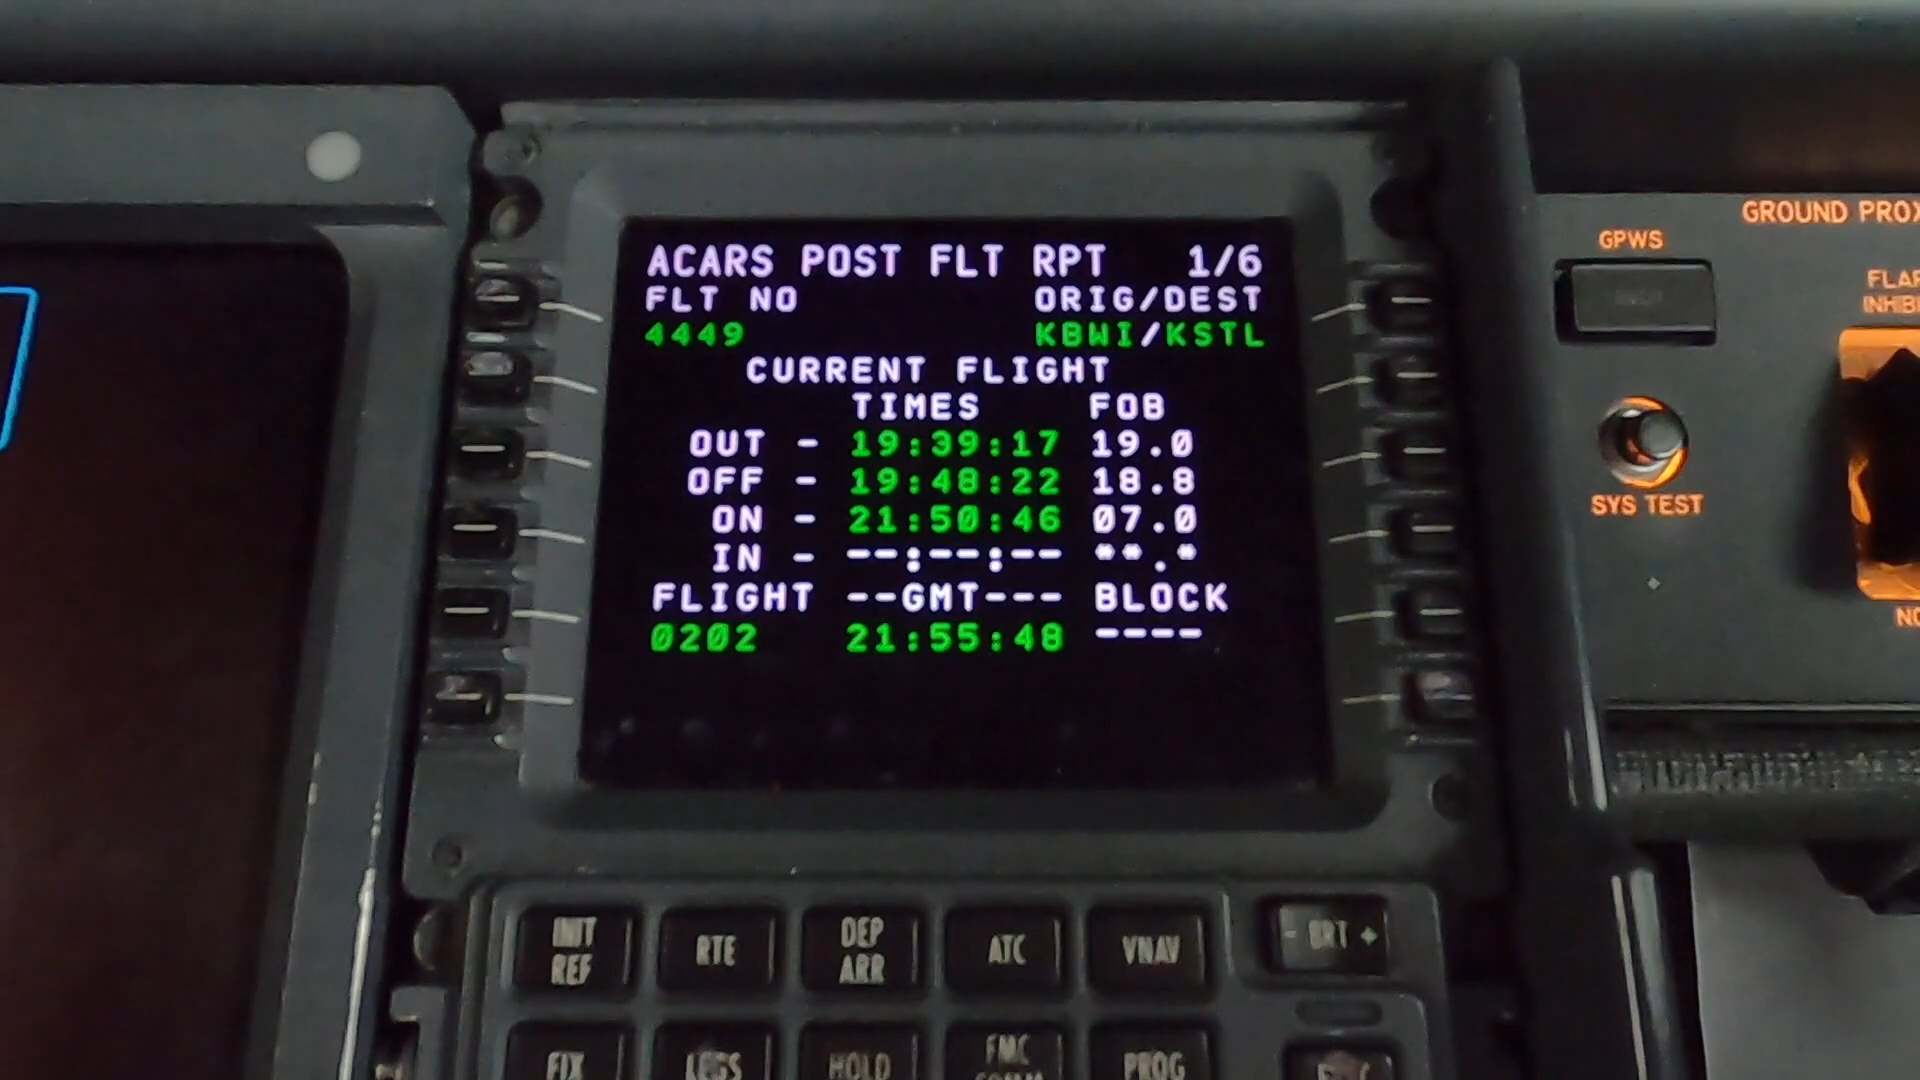 ACARS POST FLT RPT 1/6
FLT NO ORIG/DEST
4449 KBWI/KSTL
CURRENT FLIGHT
TIMES FOB
OUT - 19:39:17 19.0
OFF - 19:48:22 18.8
ON - 21:50:46 07.0
IN - --:--:-- **.*
FLIGHT --GMT--- BLOCK
0202 21:55:48 ----
GROUND PROX
GPWS
FLAP
INHIB
SYS TEST
NO
INIT REF
RTE
DEP ARR
ATC
VNAV
- BRT +
FIX
LEGS
HOLD
FMC COMM
PROG